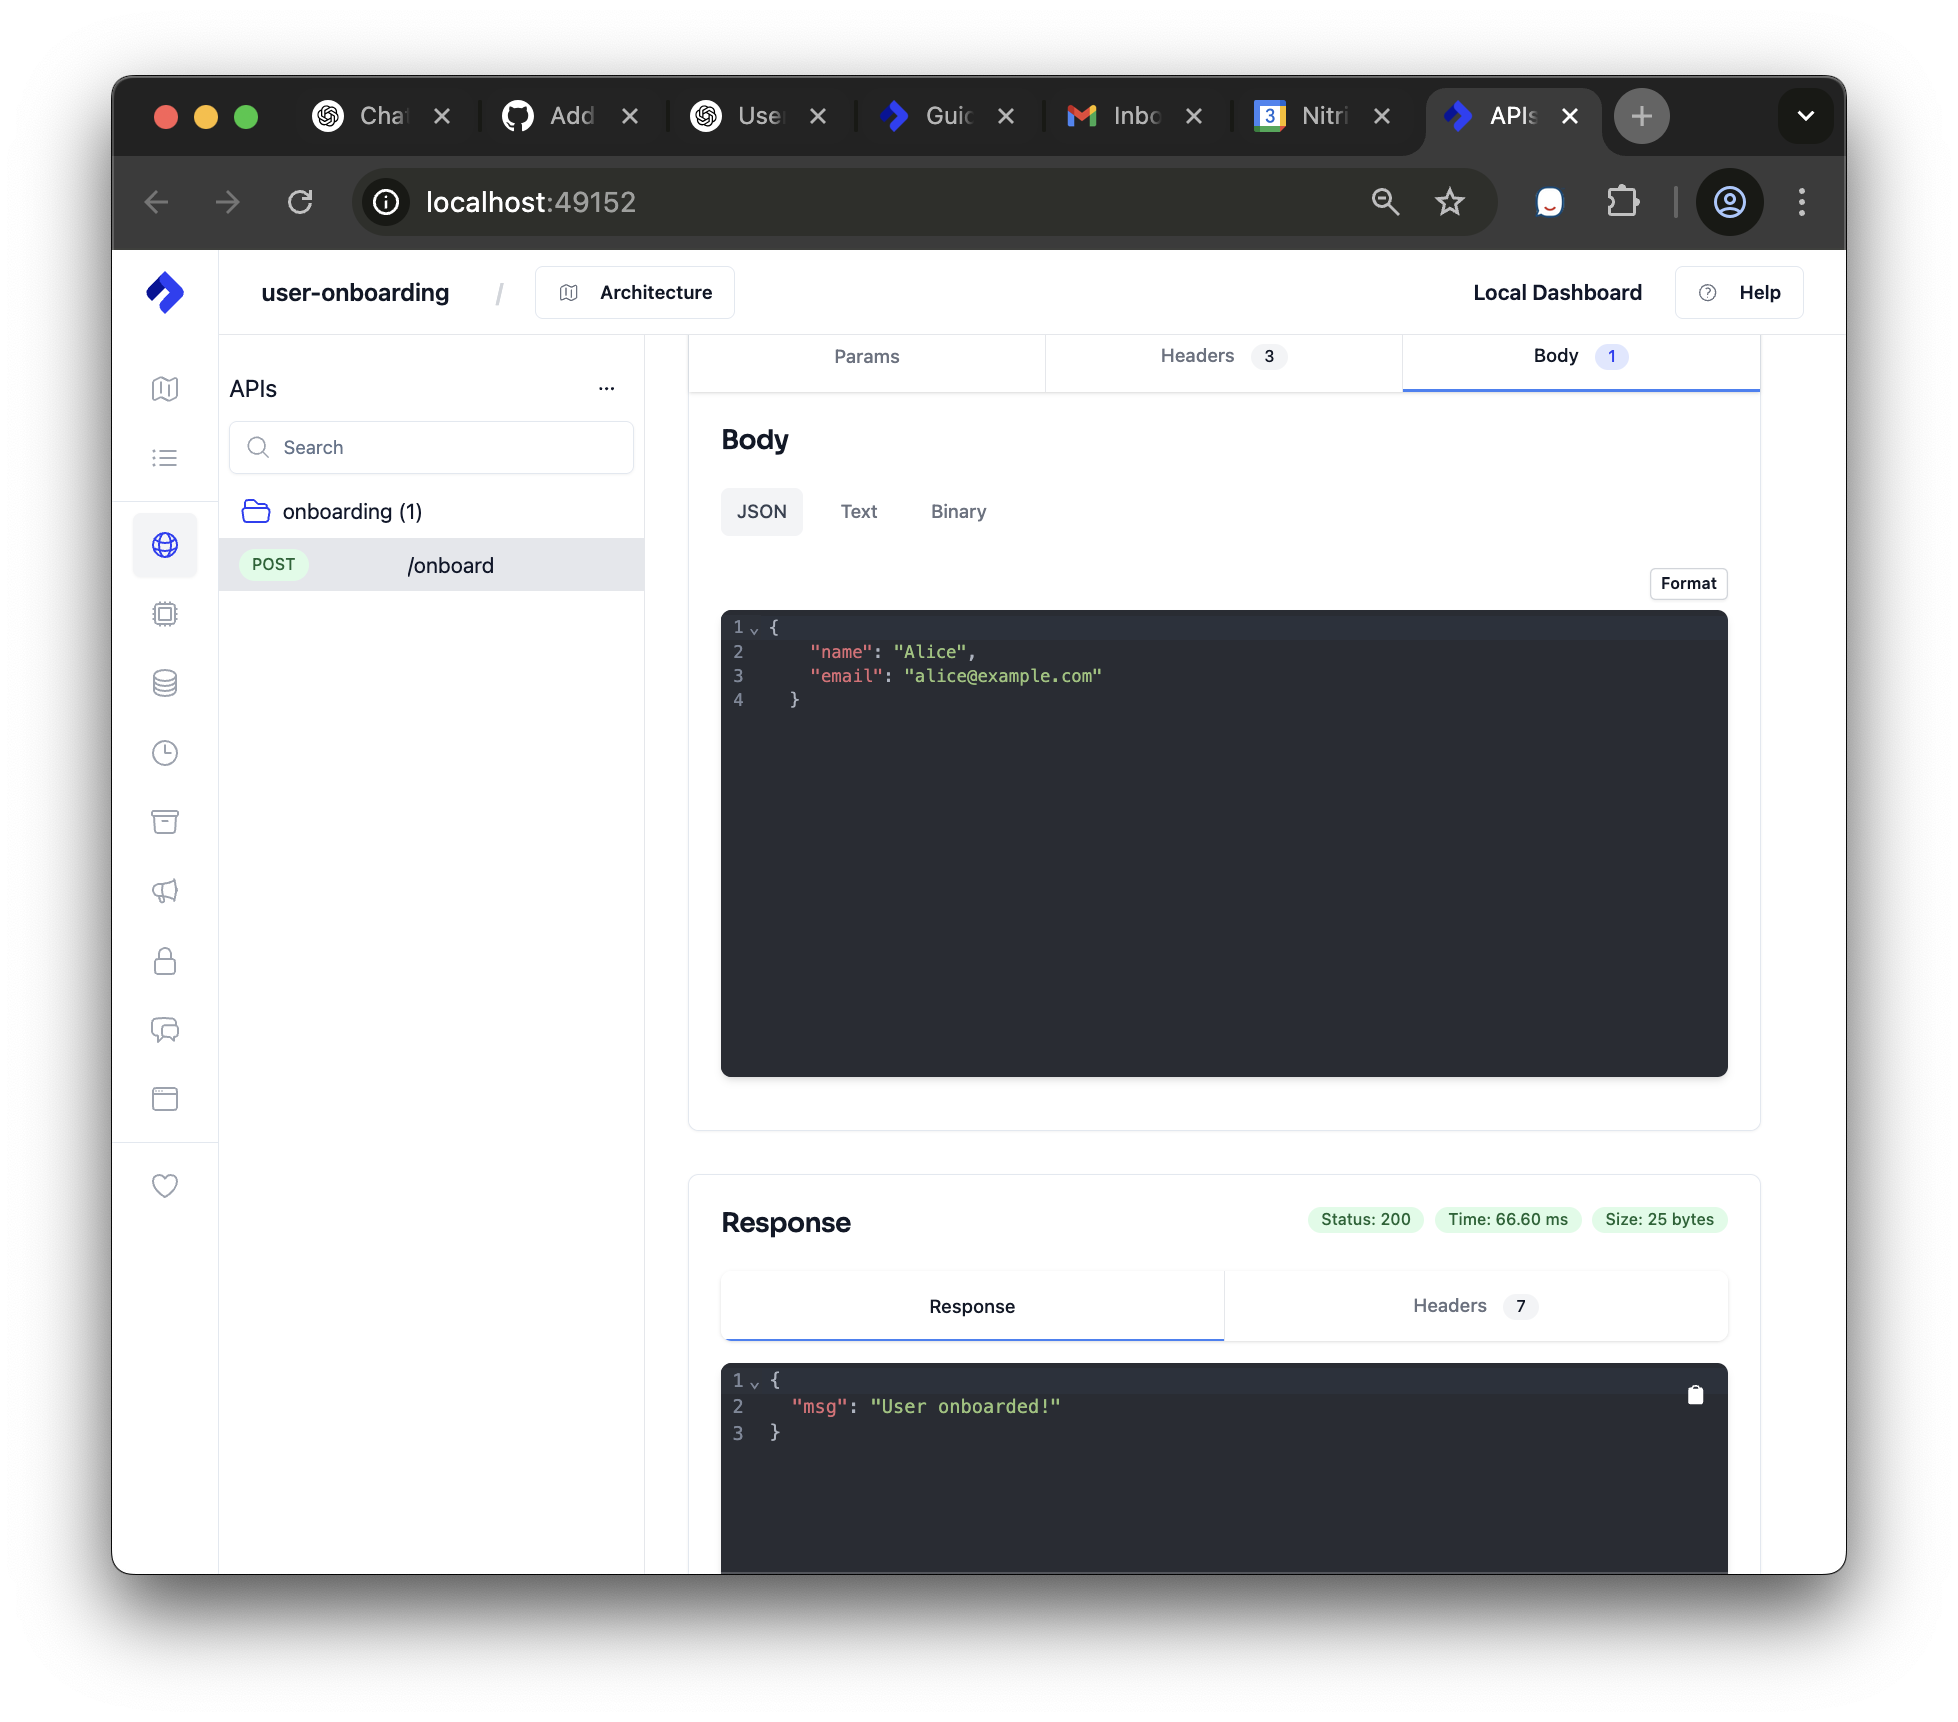 Chat
Add
User
Guid
Inbo
3
Nitri
APIs
localhost:49152
user-onboarding / Architecture
Local Dashboard
Help
APIs
...
Search
onboarding (1)
POST /onboard
Params
Headers 3
Body 1
Body
JSON
Text
Binary
Format
1 {
2 "name": "Alice",
3 "email": "alice@example.com"
4 }
Response
Status: 200
Time: 66.60 ms
Size: 25 bytes
Response
Headers 7
1 {
2 "msg": "User onboarded!"
3 }